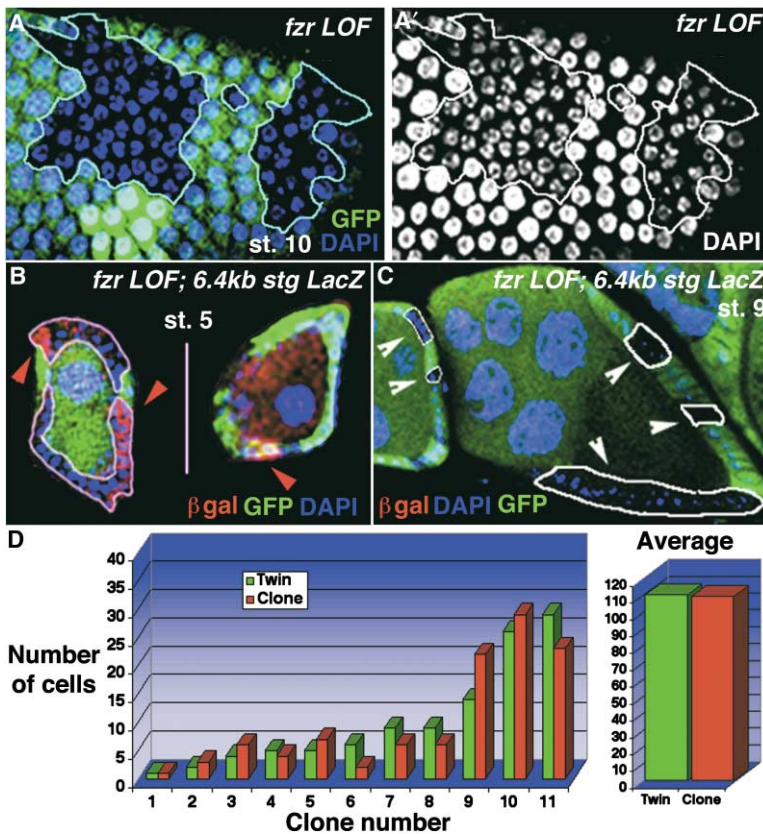 A
fzr LOF
GFP
st. 10 DAPI
A'
fzr LOF
DAPI
B
fzr LOF; 6.4kb stg LacZ
st. 5
βgal GFP DAPI
C
fzr LOF; 6.4kb stg LacZ
st. 9
βgal DAPI GFP
D
40
35
30
25
20
15
10
5
0
Number
of cells
Twin
Clone
1 2 3 4 5 6 7 8 9 10 11
Clone number
Average
120
110
100
90
80
70
60
50
40
30
20
10
0
Twin Clone